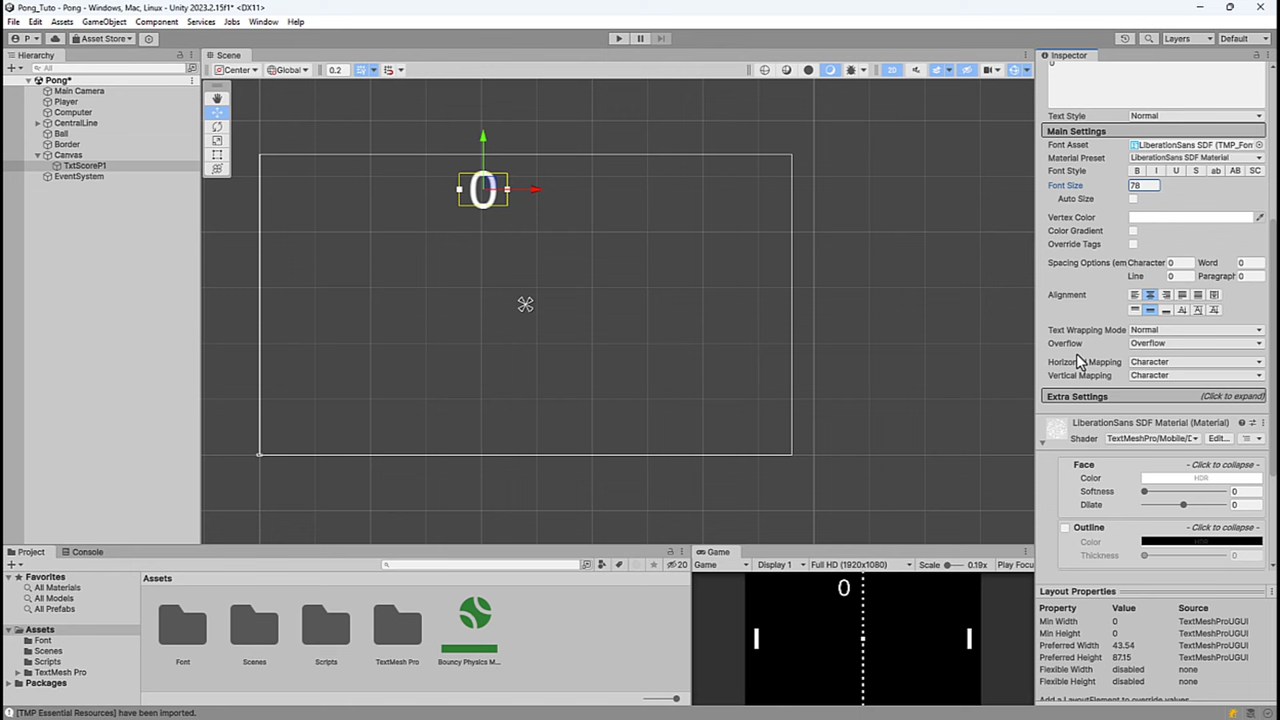 Pong_Tuto - Pong - Windows, Mac, Linux - Unity 2023.2.15f1* <DX11>
File Edit Assets GameObject Component Services Jobs Window Help
P Asset Store Layers Default
Hierarchy
All
Pong*
Main Camera
Player
Computer
CentralLine
Ball
Border
Canvas
TxtScoreP1
EventSystem
Scene
Center Global 0.2 2D
0
Inspector
Text Style Normal
Main Settings
Font Asset LiberationSans SDF (TMP_Fon
Material Preset LiberationSans SDF Material
Font Style B I U S ab AB SC
Font Size 78
Auto Size
Vertex Color
Color Gradient
Override Tags
Spacing Options (em Character 0 Word 0
Line 0 Paragraph 0
Alignment
Text Wrapping Mode Normal
Overflow Overflow
Horizontal Mapping Character
Vertical Mapping Character
Extra Settings (Click to expand)
LiberationSans SDF Material (Material)
Shader TextMeshPro/Mobile/D Edit...
Face - Click to collapse -
Color HDR
Softness 0
Dilate 0
Outline - Click to collapse -
Color HDR
Thickness 0
Layout Properties
Property Value Source
Min Width 0 TextMeshProUGUI
Min Height 0 TextMeshProUGUI
Preferred Width 43.54 TextMeshProUGUI
Preferred Height 87.15 TextMeshProUGUI
Flexible Width disabled none
Flexible Height disabled none
Add a LayoutElement to override values
Project Console
20
Favorites
All Materials
All Models
All Prefabs
Assets
Font
Scenes
Scripts
TextMesh Pro
Packages
Assets
Font Scenes Scripts TextMesh Pro Bouncy Physics M...
Game
Game Display 1 Full HD (1920x1080) Scale 0.19x Play Focu
0
[TMP Essential Resources] have been imported.